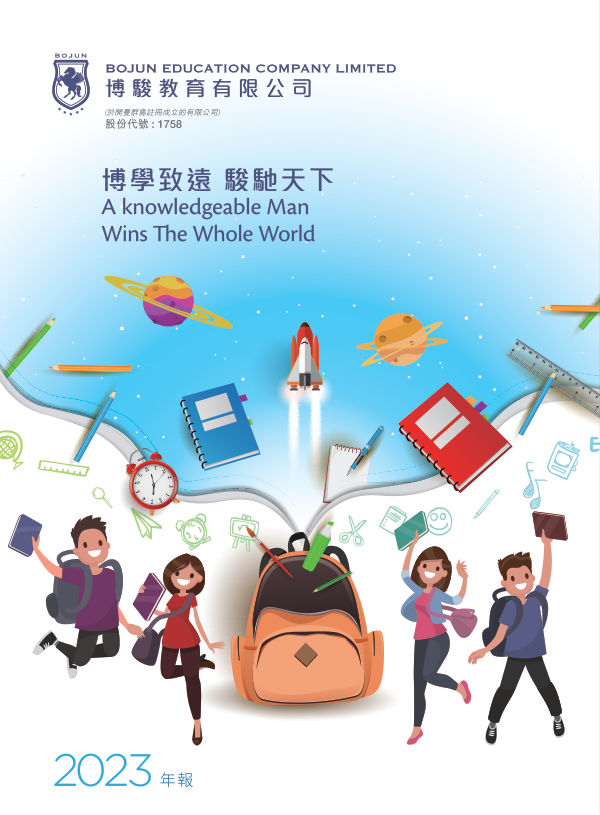 BOJUN
BOJUN EDUCATION COMPANY LIMITED
博駿教育有限公司
(於開曼群島註冊成立的有限公司)
股份代號 : 1758
博學致遠 駿馳天下
A knowledgeable Man
Wins The Whole World
2023 年報